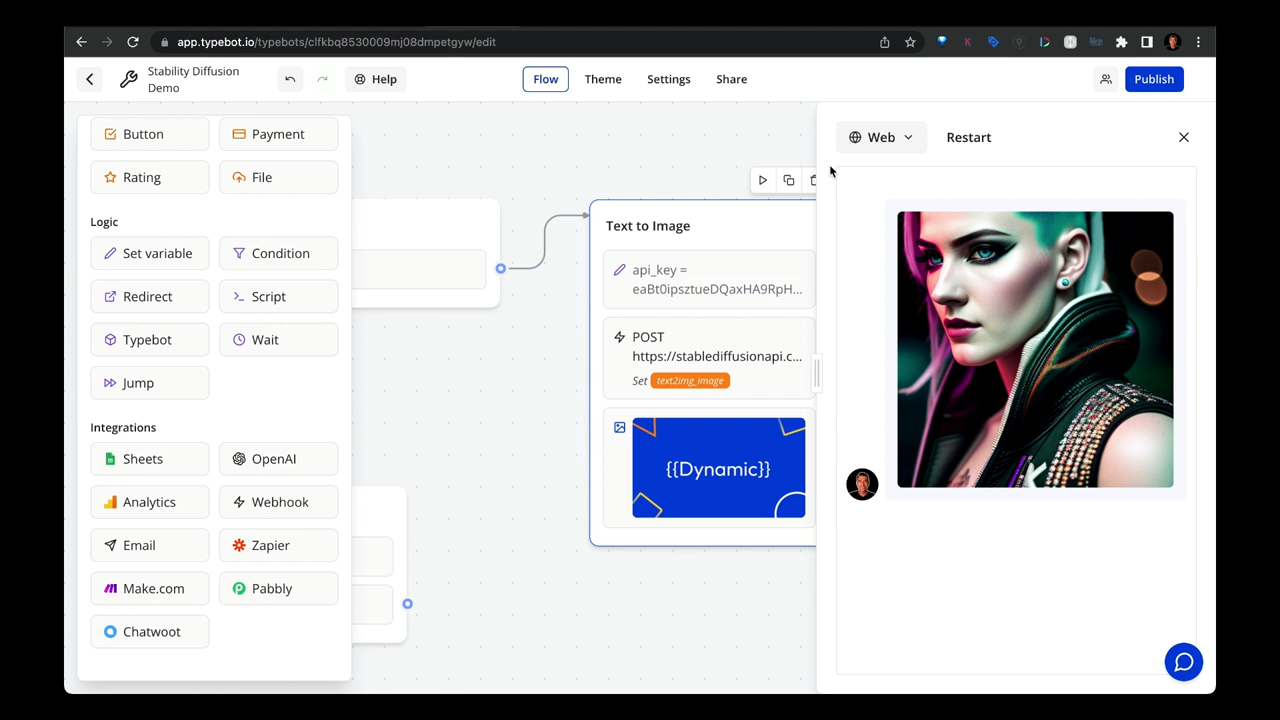 app.typebot.io/typebots/clfkbq8530009mj08dmpetgyw/edit
Stability Diffusion
Demo
Help
Flow
Theme
Settings
Share
Publish
Button
Payment
Rating
File
Logic
Set variable
Condition
Redirect
Script
Typebot
Wait
Jump
Integrations
Sheets
OpenAI
Analytics
Webhook
Email
Zapier
Make.com
Pabbly
Chatwoot
Text to Image
api_key =
eaBt0ipsztueDQaxHA9RpH...
POST
https://stablediffusionapi.c...
Set text2img_image
{{Dynamic}}
Web
Restart